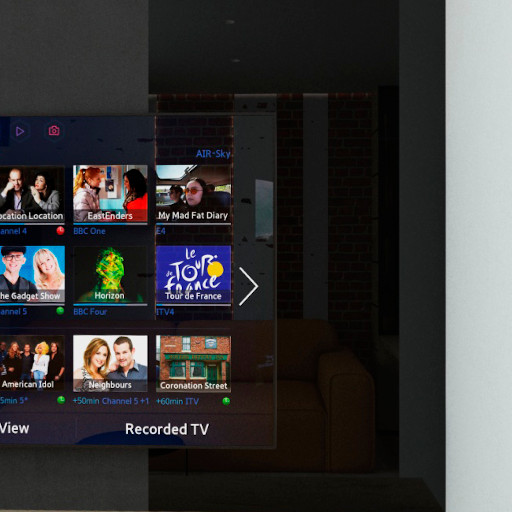 AIR•Sky
ocation Location
EastEnders
My Mad Fat Diary
annel 4
BBC One
E4
he Gadget Show
Horizon
Le
Tour
de
france
Tour de France
annel 5
BBC Four
ITV4
American Idol
Neighbours
Coronation Street
5min 5*
+50min Channel 5 +1
+60min ITV
View
Recorded TV